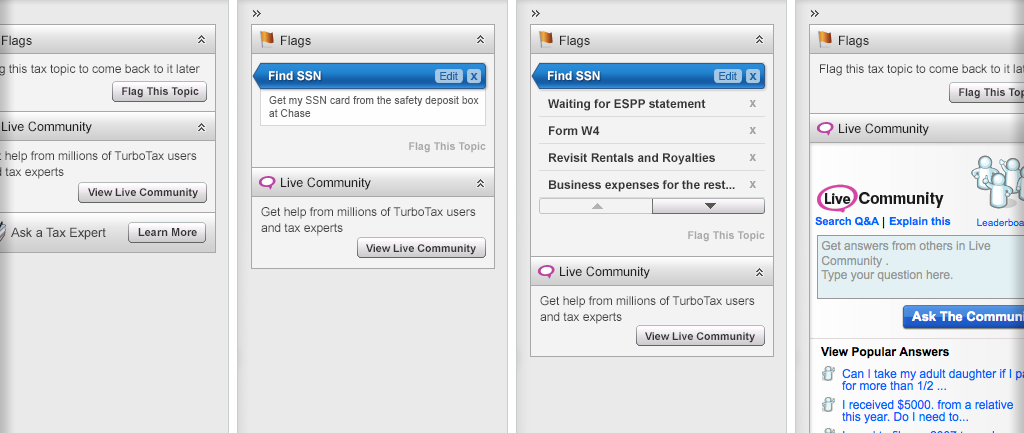 Flags
g this tax topic to come back to it later
Flag This Topic
Live Community
help from millions of TurboTax users
d tax experts
View Live Community
Ask a Tax Expert
Learn More
»
Flags
Find SSN
Edit
x
Get my SSN card from the safety deposit box
at Chase
Flag This Topic
Live Community
Get help from millions of TurboTax users
and tax experts
View Live Community
»
Flags
Find SSN
Edit
x
Waiting for ESPP statement
x
Form W4
x
Revisit Rentals and Royalties
x
Business expenses for the rest...
x
Flag This Topic
Live Community
Get help from millions of TurboTax users
and tax experts
View Live Community
»
Flags
Flag this tax topic to come back to it lat
Flag This Top
Live Community
Live Community
Search Q&A | Explain this
Leaderboa
Get answers from others in Live
Community .
Type your question here.
Ask The Communi
View Popular Answers
Can I take my adult daughter if I pa
for more than 1/2 ...
I received $5000. from a relative
this year. Do I need to...